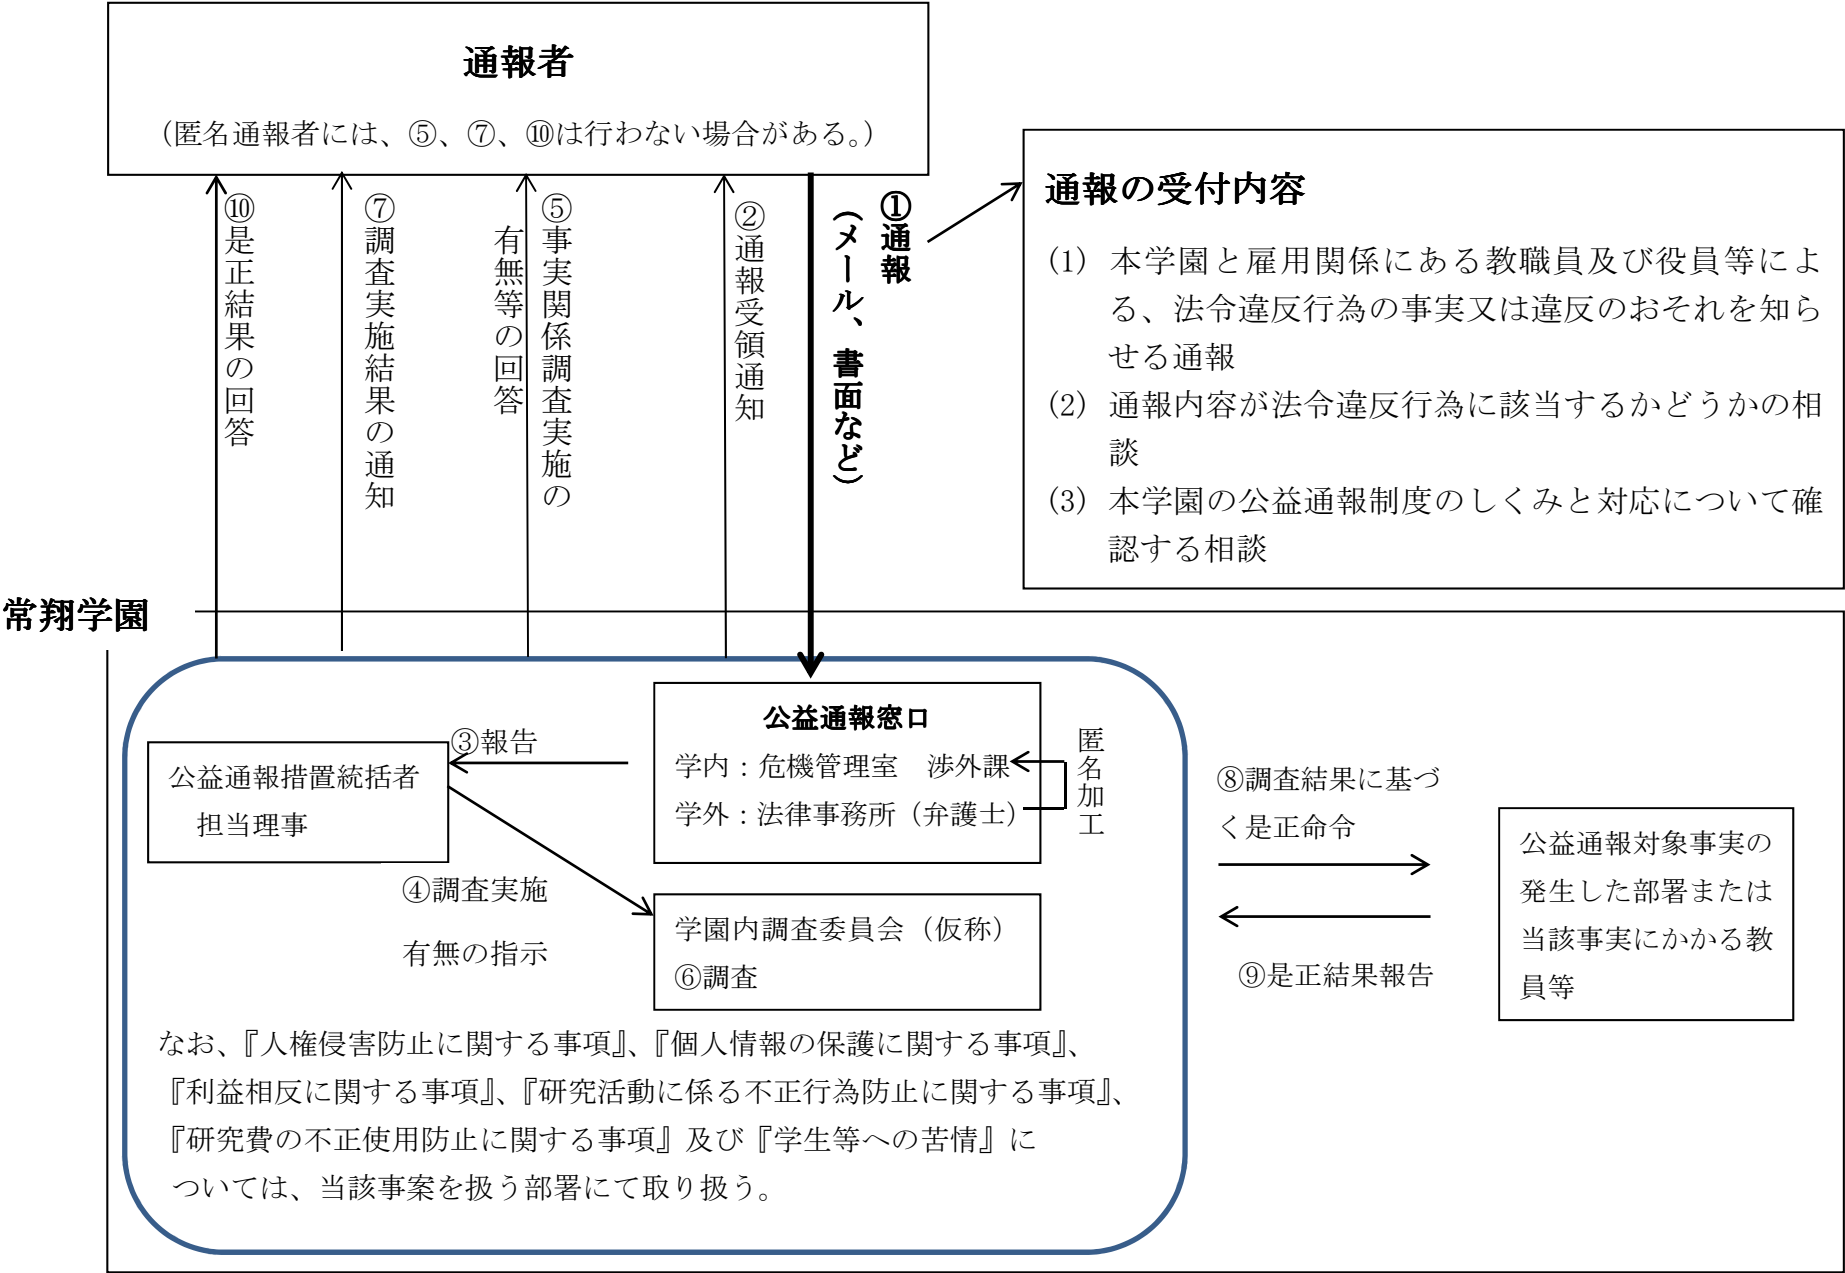 通報者
（匿名通報者には、⑤、⑦、⑩は行わない場合がある。）
①通報
（メール、書面など）
②通報受領通知
⑤事実関係調査実施の
有無等の回答
⑦調査実施結果の通知
⑩是正結果の回答
通報の受付内容
(1) 本学園と雇用関係にある教職員及び役員等によ
る、法令違反行為の事実又は違反のおそれを知ら
せる通報
(2) 通報内容が法令違反行為に該当するかどうかの相
談
(3) 本学園の公益通報制度のしくみと対応について確
認する相談
常翔学園
公益通報窓口
学内：危機管理室　渉外課
学外：法律事務所（弁護士）
匿名加工
③報告
公益通報措置統括者
担当理事
④調査実施
有無の指示
学園内調査委員会（仮称）
⑥調査
⑧調査結果に基づ
く是正命令
⑨是正結果報告
公益通報対象事実の
発生した部署または
当該事実にかかる教
員等
なお、『人権侵害防止に関する事項』、『個人情報の保護に関する事項』、
『利益相反に関する事項』、『研究活動に係る不正行為防止に関する事項』、
『研究費の不正使用防止に関する事項』及び『学生等への苦情』に
ついては、当該事案を扱う部署にて取り扱う。